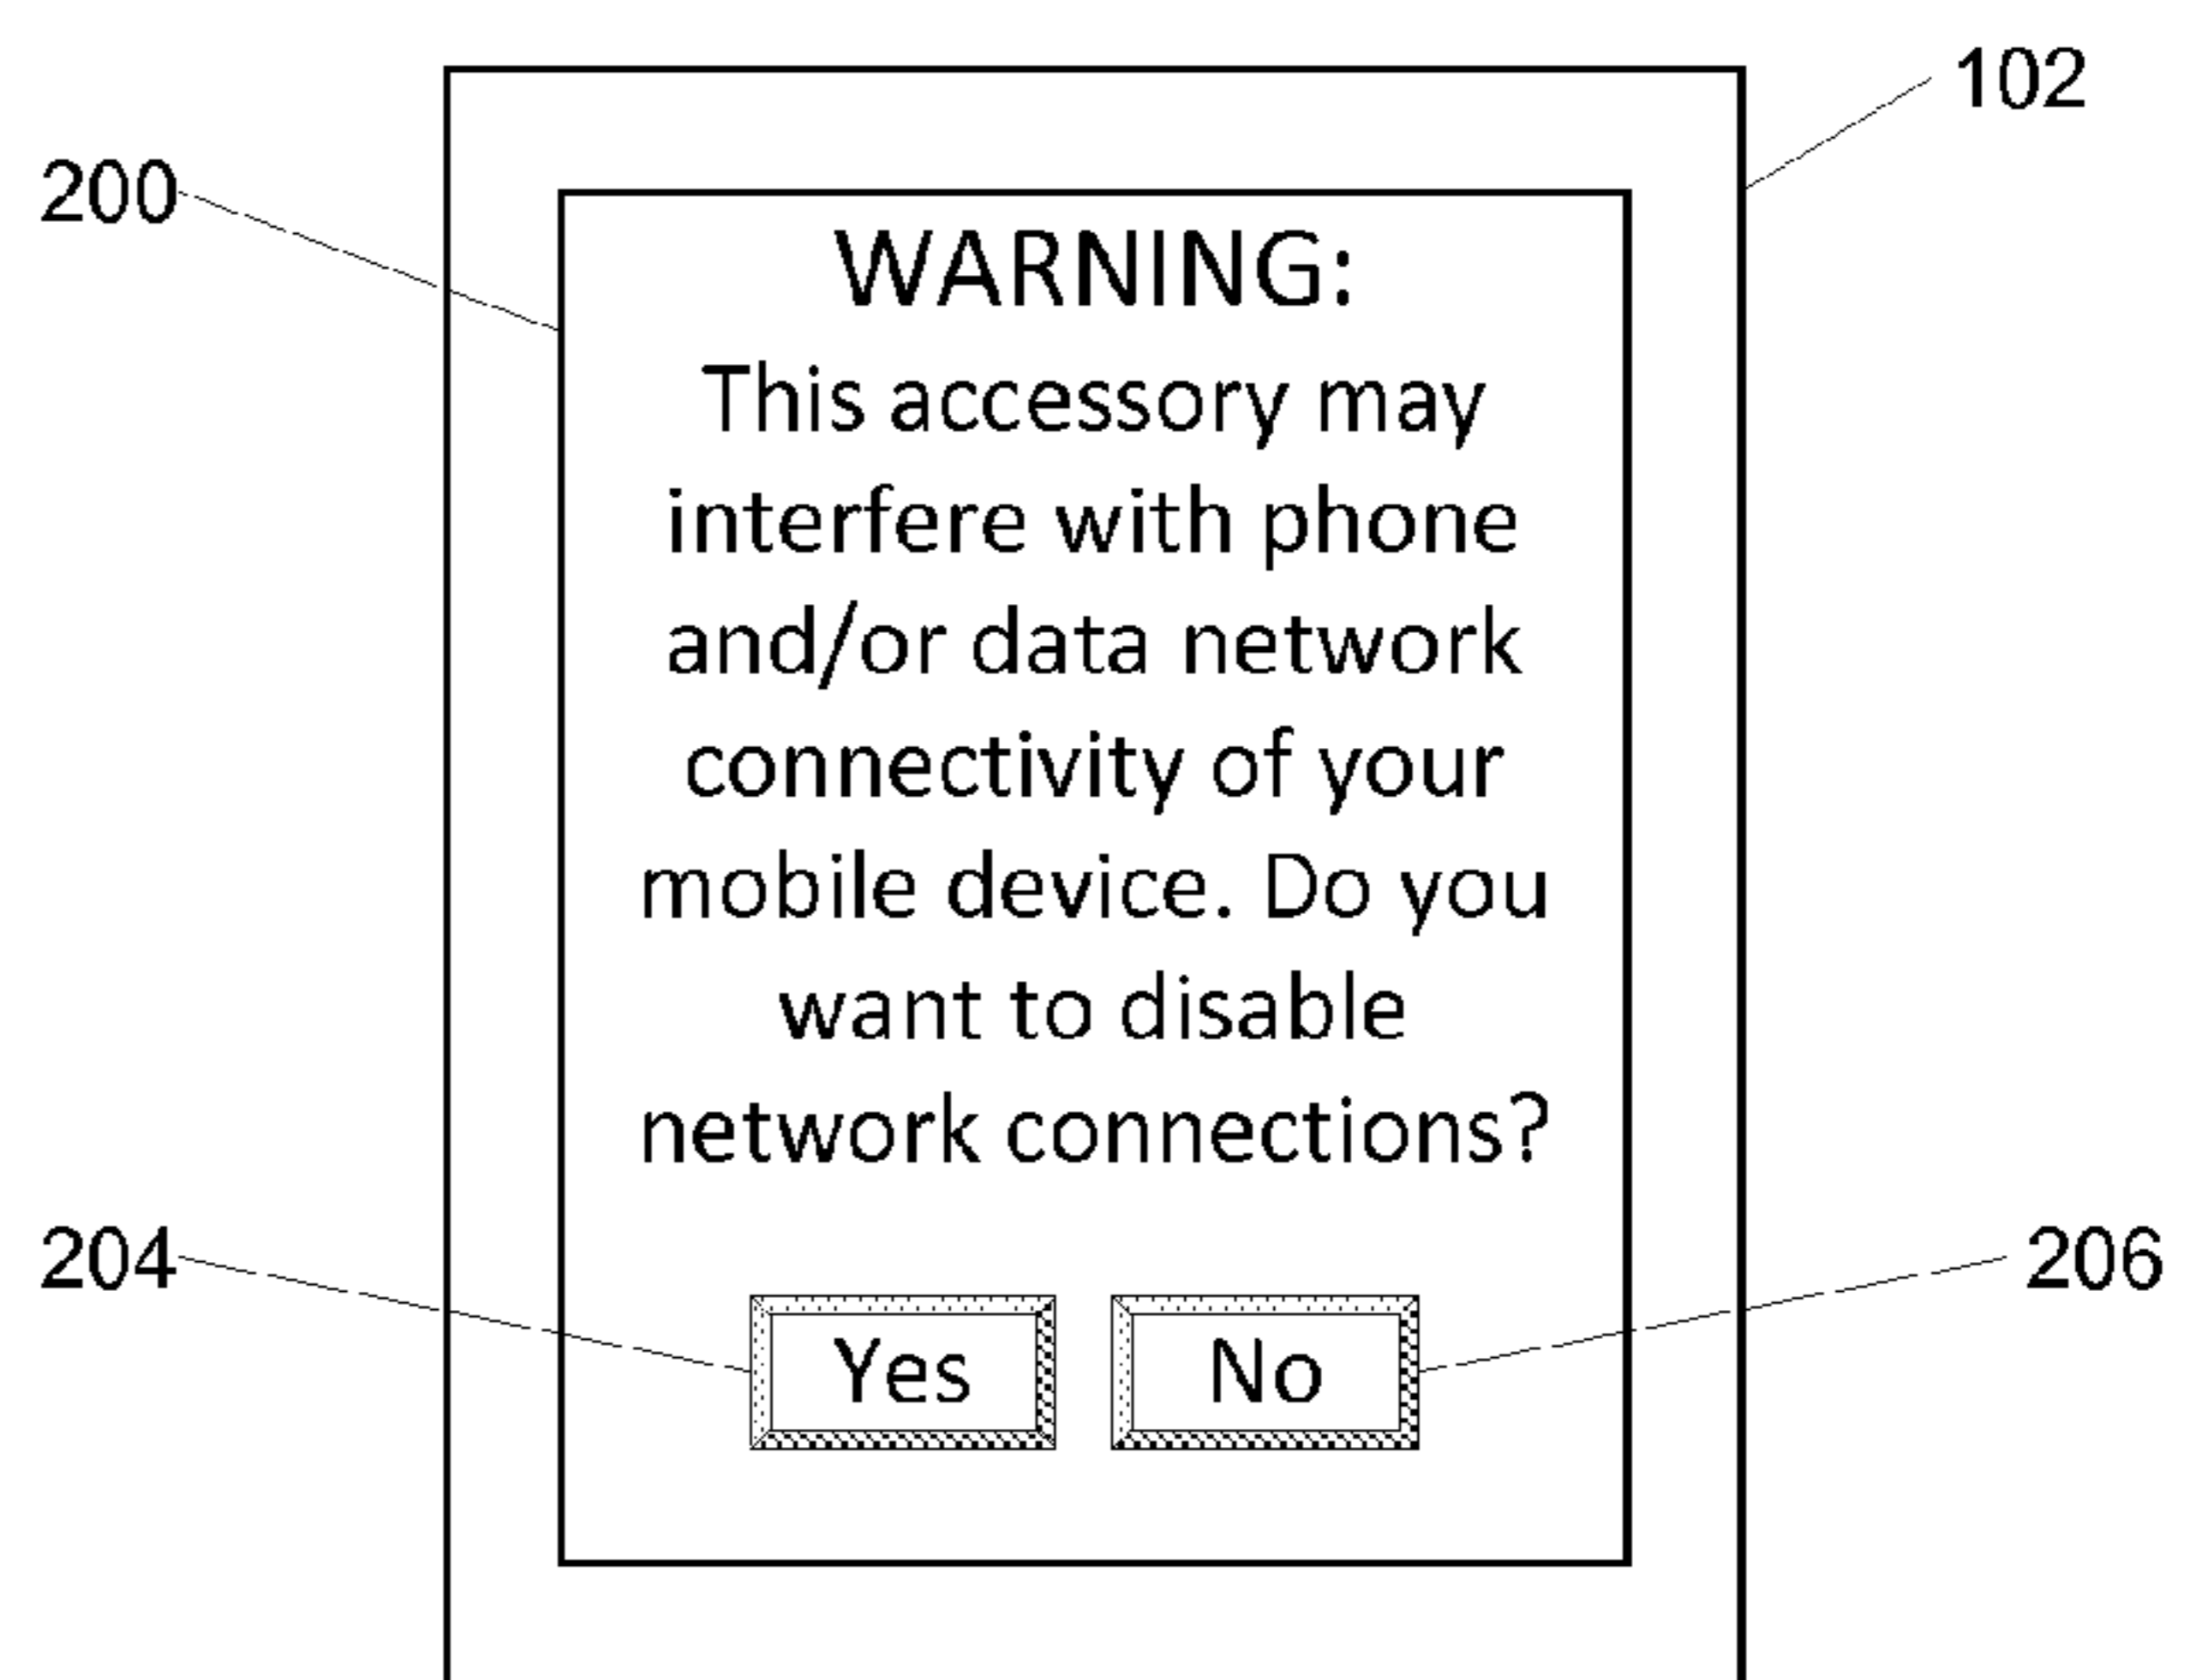 102
200
WARNING:
This accessory may
interfere with phone
and/or data network
connectivity of your
mobile device. Do you
want to disable
network connections?
204
206
Yes No